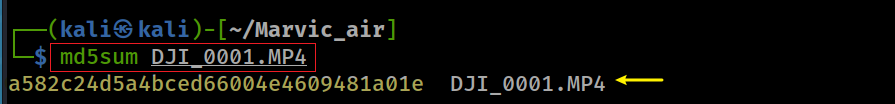 ┌──(kali㉿kali)-[~/Marvic_air]
└─$ md5sum DJI_0001.MP4
a582c24d5a4bced66004e4609481a01e  DJI_0001.MP4